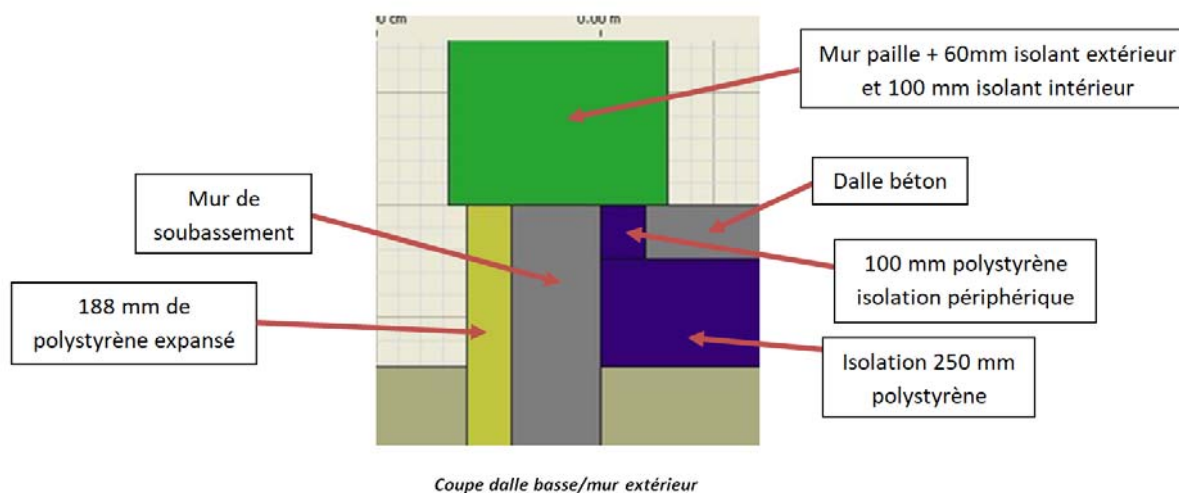 0 cm
0.00 m
Mur paille + 60mm isolant extérieur
et 100 mm isolant intérieur
Dalle béton
Mur de
soubassement
100 mm polystyrène
isolation périphérique
188 mm de
polystyrène expansé
Isolation 250 mm
polystyrène
Coupe dalle basse/mur extérieur